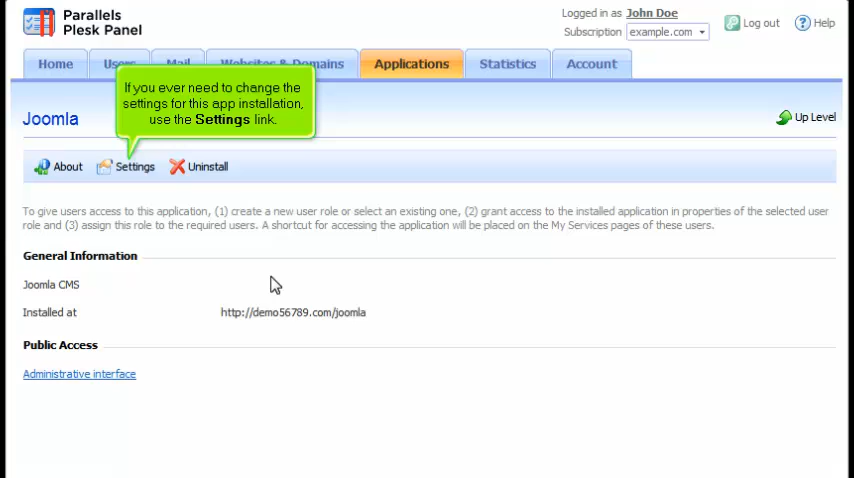 Parallels
Plesk Panel
Logged in as John Doe
Subscription example.com
Log out
Help
Home Users Mail Websites & Domains Applications Statistics Account
If you ever need to change the
settings for this app installation,
use the Settings link.
Joomla
Up Level
About Settings Uninstall
To give users access to this application, (1) create a new user role or select an existing one, (2) grant access to the installed application in properties of the selected user
role and (3) assign this role to the required users. A shortcut for accessing the application will be placed on the My Services pages of these users.
General Information
Joomla CMS
Installed at http://demo56789.com/joomla
Public Access
Administrative interface